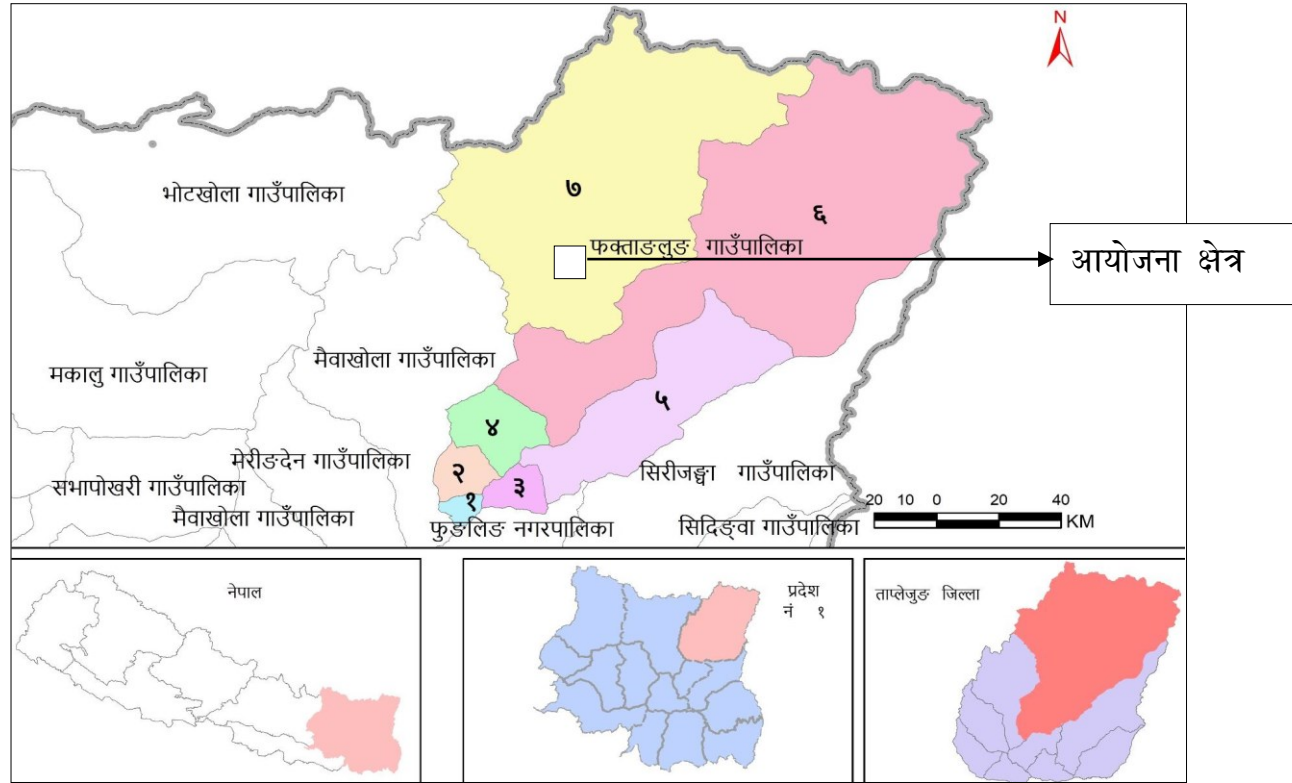 N
भोटखोला गाउँपालिका
७
६
फक्ताङलुङ गाउँपालिका
आयोजना क्षेत्र
मैवाखोला गाउँपालिका
मकालु गाउँपालिका
५
४
मेरीङदेन गाउँपालिका
२
सिरीजङ्घा गाउँपालिका
सभापोखरी गाउँपालिका
३
१
मैवाखोला गाउँपालिका
फुङलिङ नगरपालिका
सिदिङ्वा गाउँपालिका
20 10 0 20 40
KM
नेपाल
प्रदेश
नं १
ताप्लेजुङ जिल्ला